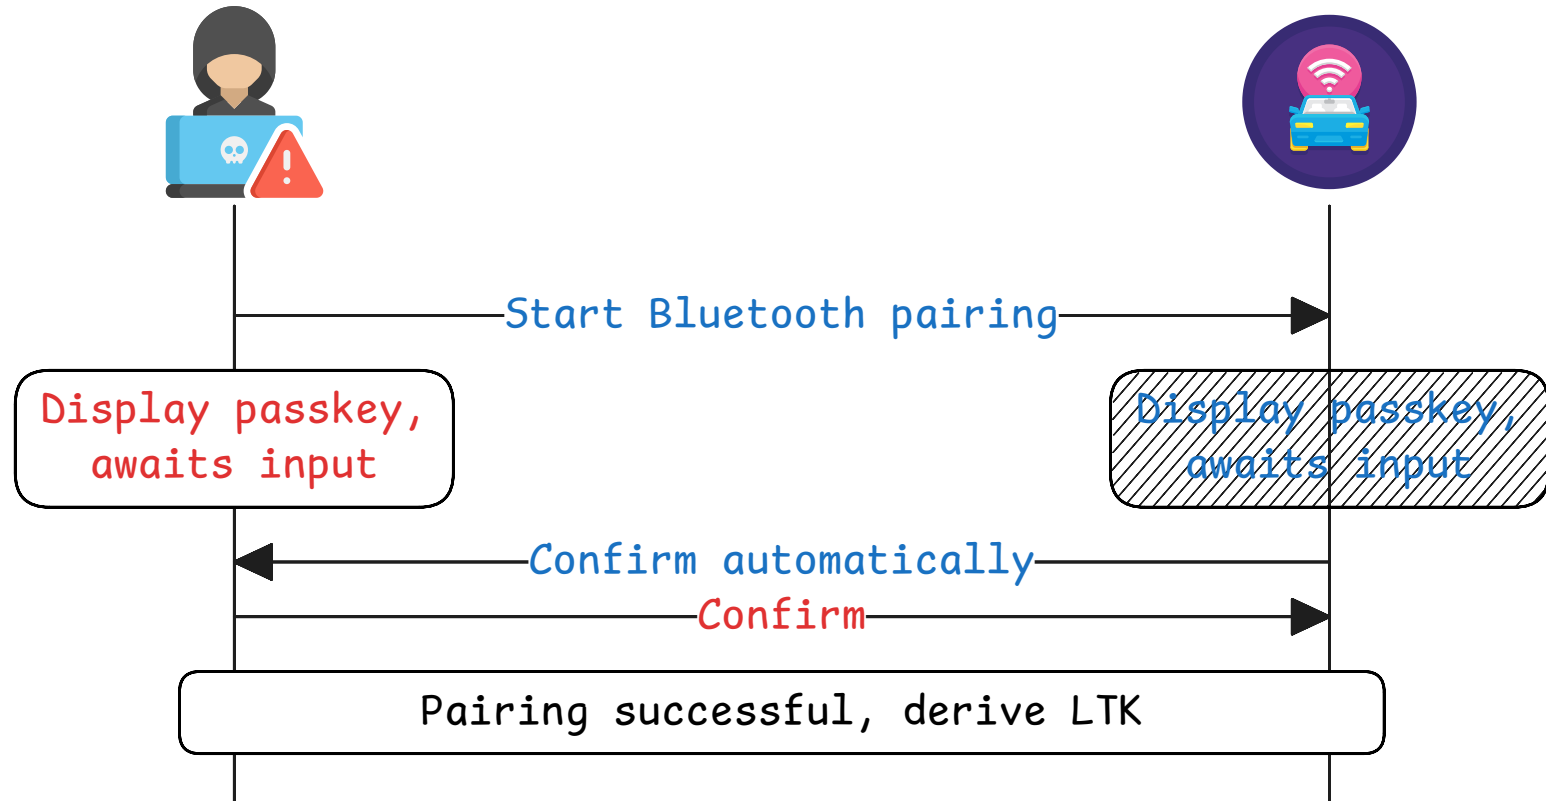 Start Bluetooth pairing
Display passkey,
awaits input
Display passkey,
awaits input
Confirm automatically
Confirm
Pairing successful, derive LTK